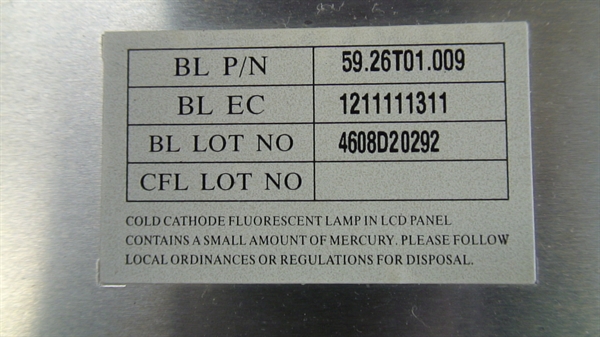 BL P/N 59.26T01.009
BL EC 1211111311
BL LOT NO 4608D20292
CFL LOT NO
COLD CATHODE FLUORESCENT LAMP IN LCD PANEL
CONTAINS A SMALL AMOUNT OF MERCURY. PLEASE FOLLOW
LOCAL ORDINANCES OR REGULATIONS FOR DISPOSAL.